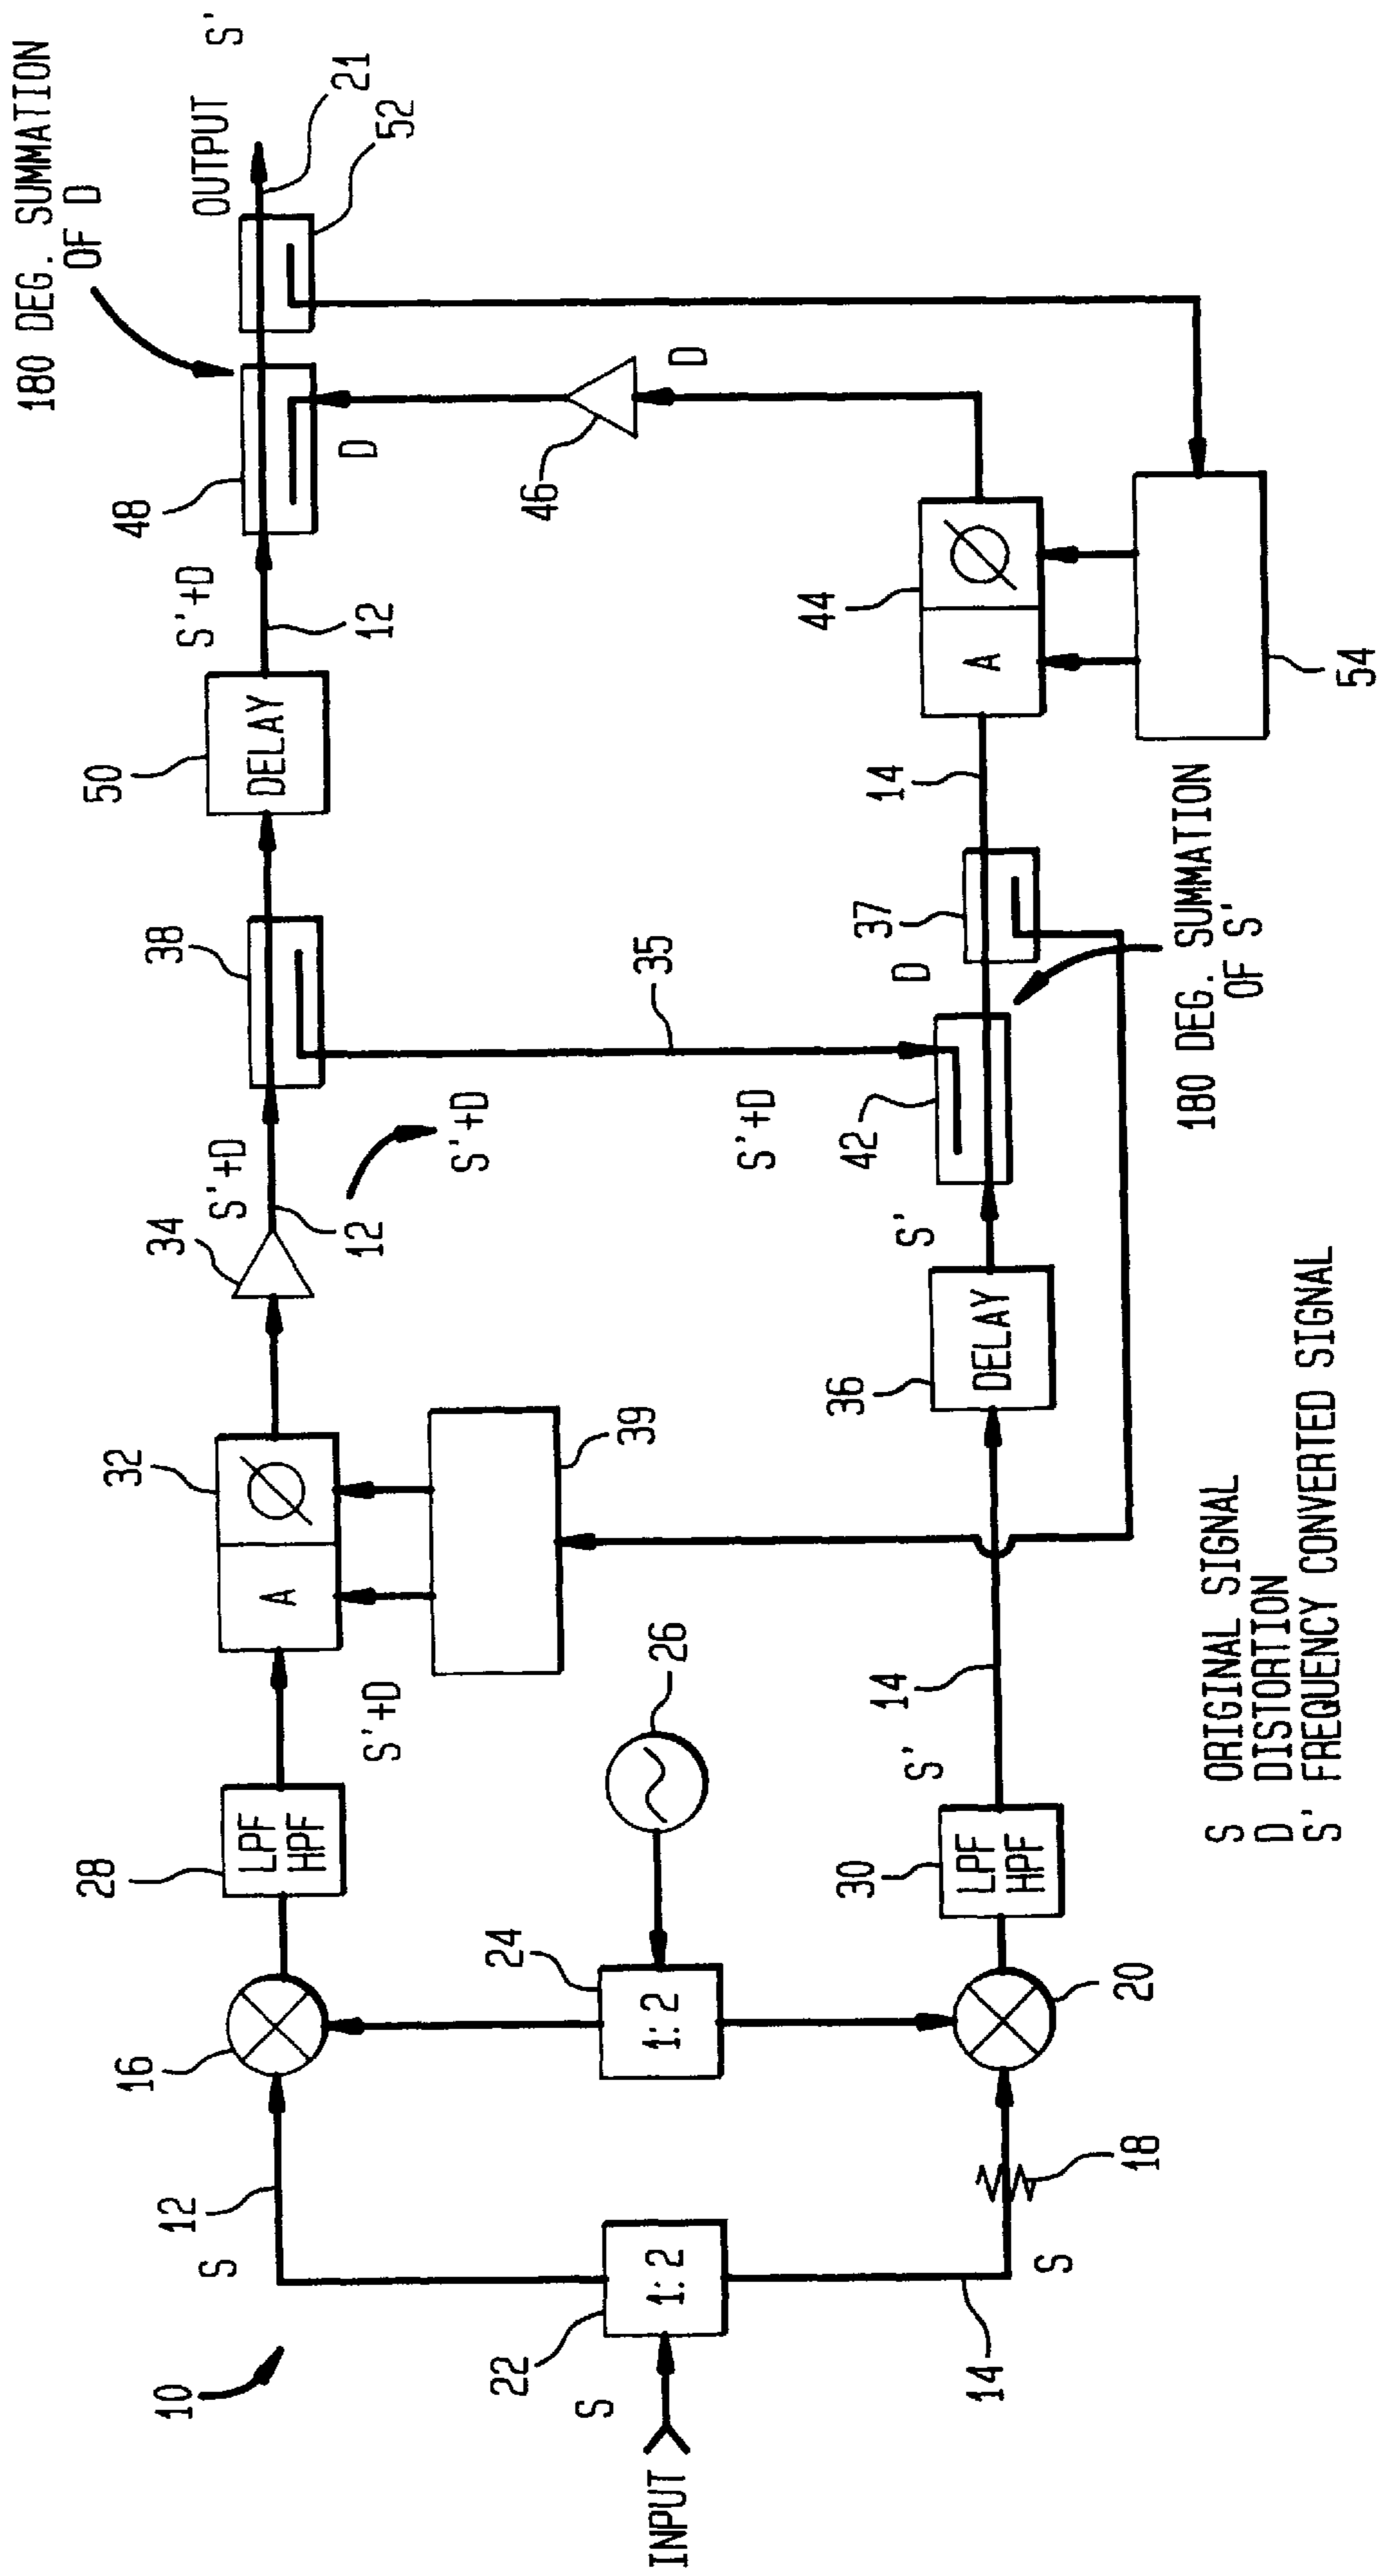 180 DEG. SUMMATION
OF D
OUTPUT S'
21
52
48
S'+D
12
50
DELAY
38
S'+D
34
12
S'+D
32
A
Ø
S'+D
28
LPF
HPF
16
12
S
10
D
46
D
35
S'+D
39
26
24
1:2
22
1:2
S
INPUT
44
A
Ø
54
14
37
D
180 DEG. SUMMATION
OF S'
42
S'
36
DELAY
14
S'
30
LPF
HPF
20
18
S
14
S ORIGINAL SIGNAL
D DISTORTION
S' FREQUENCY CONVERTED SIGNAL